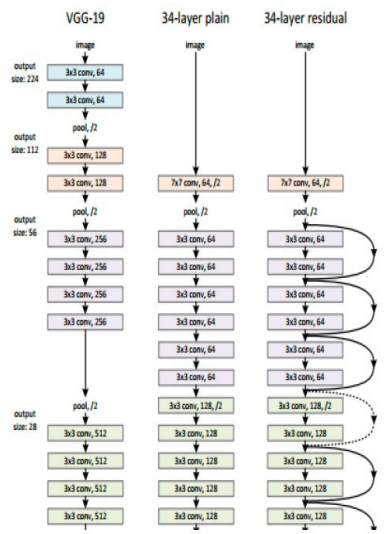 VGG-19 34-layer plain 34-layer residual
image image image
output
size: 224
3x3 conv, 64
3x3 conv, 64
pool, /2
output
size: 112
3x3 conv, 128
3x3 conv, 128 7x7 conv, 64, /2 7x7 conv, 64, /2
pool, /2 pool, /2 pool, /2
output
size: 56
3x3 conv, 256 3x3 conv, 64 3x3 conv, 64
3x3 conv, 256 3x3 conv, 64 3x3 conv, 64
3x3 conv, 256 3x3 conv, 64 3x3 conv, 64
3x3 conv, 256 3x3 conv, 64 3x3 conv, 64
3x3 conv, 64 3x3 conv, 64
3x3 conv, 64 3x3 conv, 64
pool, /2 3x3 conv, 128, /2 3x3 conv, 128, /2
output
size: 28
3x3 conv, 512 3x3 conv, 128 3x3 conv, 128
3x3 conv, 512 3x3 conv, 128 3x3 conv, 128
3x3 conv, 512 3x3 conv, 128 3x3 conv, 128
3x3 conv, 512 3x3 conv, 128 3x3 conv, 128